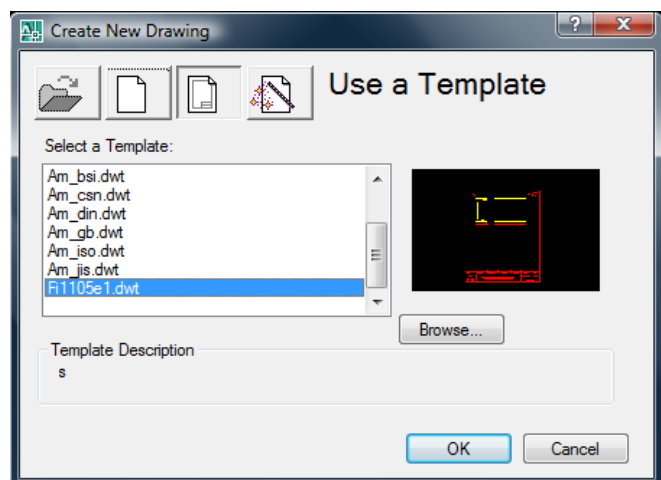 Create New Drawing
Use a Template
Select a Template:
Am_bsi.dwt
Am_csn.dwt
Am_din.dwt
Am_gb.dwt
Am_iso.dwt
Am_jis.dwt
Fi1105e1.dwt
Browse...
Template Description
s
OK Cancel